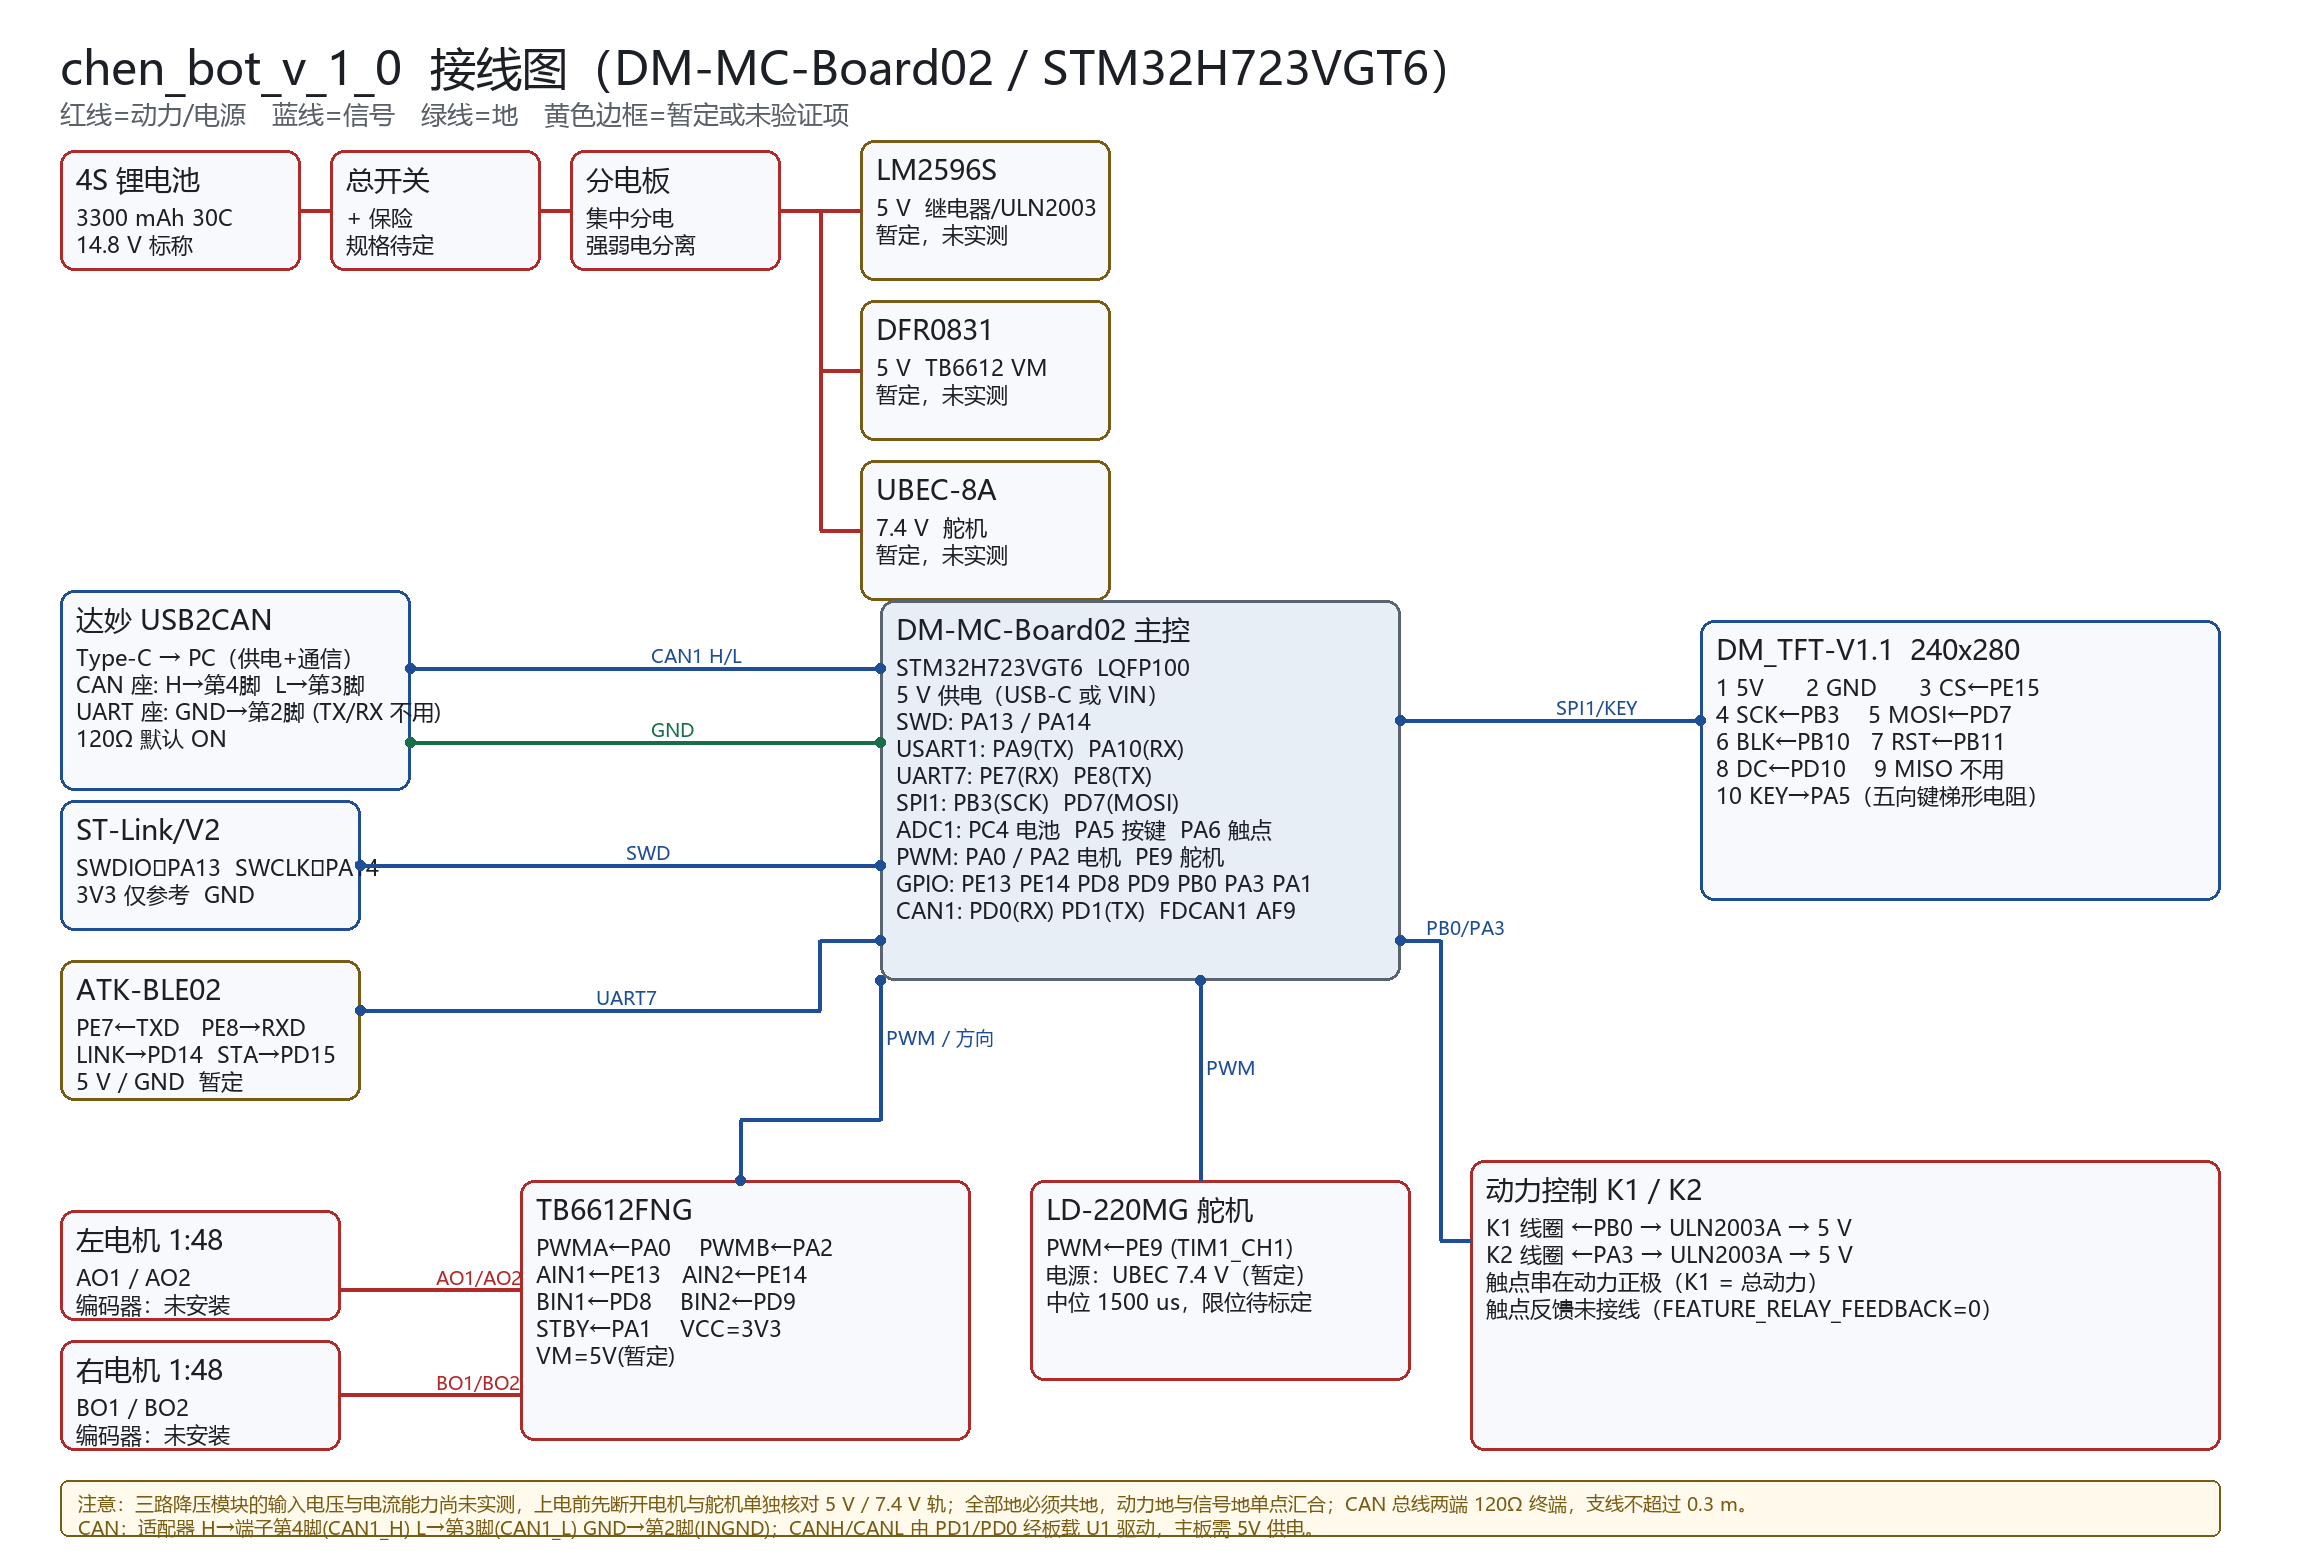 chen_bot_v_1_0  接线图（DM-MC-Board02 / STM32H723VGT6）
红线=动力/电源  蓝线=信号  绿线=地  黄色边框=暂定或未验证项
4S 锂电池
3300 mAh 30C
14.8 V 标称
总开关
+ 保险
规格待定
分电板
集中分电
强弱电分离
LM2596S
5 V  继电器/ULN2003
暂定，未实测
DFR0831
5 V  TB6612 VM
暂定，未实测
UBEC-8A
7.4 V  舵机
暂定，未实测
达妙 USB2CAN
Type-C → PC（供电+通信）
CAN 座: H→第4脚  L→第3脚
UART 座: GND→第2脚 (TX/RX 不用)
120Ω 默认 ON
CAN1 H/L
GND
ST-Link/V2
SWDIO□PA13  SWCLK□PA14
3V3 仅参考  GND
SWD
ATK-BLE02
PE7←TXD  PE8→RXD
LINK→PD14  STA→PD15
5 V / GND  暂定
UART7
DM-MC-Board02 主控
STM32H723VGT6  LQFP100
5 V 供电（USB-C 或 VIN）
SWD: PA13 / PA14
USART1: PA9(TX)  PA10(RX)
UART7: PE7(RX)  PE8(TX)
SPI1: PB3(SCK)  PD7(MOSI)
ADC1: PC4 电池  PA5 按键  PA6 触点
PWM: PA0 / PA2 电机  PE9 舵机
GPIO: PE13 PE14 PD8 PD9 PB0 PA3 PA1
CAN1: PD0(RX) PD1(TX)  FDCAN1 AF9
SPI1/KEY
DM_TFT-V1.1  240x280
1 5V  2 GND  3 CS←PE15
4 SCK←PB3  5 MOSI←PD7
6 BLK←PB10  7 RST←PB11
8 DC←PD10  9 MISO 不用
10 KEY→PA5（五向键梯形电阻）
PB0/PA3
PWM / 方向
PWM
左电机 1:48
AO1 / AO2
编码器：未安装
AO1/AO2
右电机 1:48
BO1 / BO2
编码器：未安装
BO1/BO2
TB6612FNG
PWMA←PA0  PWMB←PA2
AIN1←PE13  AIN2←PE14
BIN1←PD8  BIN2←PD9
STBY←PA1  VCC=3V3
VM=5V(暂定)
LD-220MG 舵机
PWM←PE9 (TIM1_CH1)
电源：UBEC 7.4 V（暂定）
中位 1500 us，限位待标定
动力控制 K1 / K2
K1 线圈 ←PB0 → ULN2003A → 5 V
K2 线圈 ←PA3 → ULN2003A → 5 V
触点串在动力正极（K1 = 总动力）
触点反馈未接线（FEATURE_RELAY_FEEDBACK=0）
注意：三路降压模块的输入电压与电流能力尚未实测，上电前先断开电机与舵机单独核对 5 V / 7.4 V 轨；全部地必须共地，动力地与信号地单点汇合；CAN 总线两端 120Ω 终端，支线不超过 0.3 m。
CAN：适配器 H→端子第4脚(CAN1_H) L→第3脚(CAN1_L) GND→第2脚(INGND)；CANH/CANL 由 PD1/PD0 经板载 U1 驱动，主板需 5V 供电。